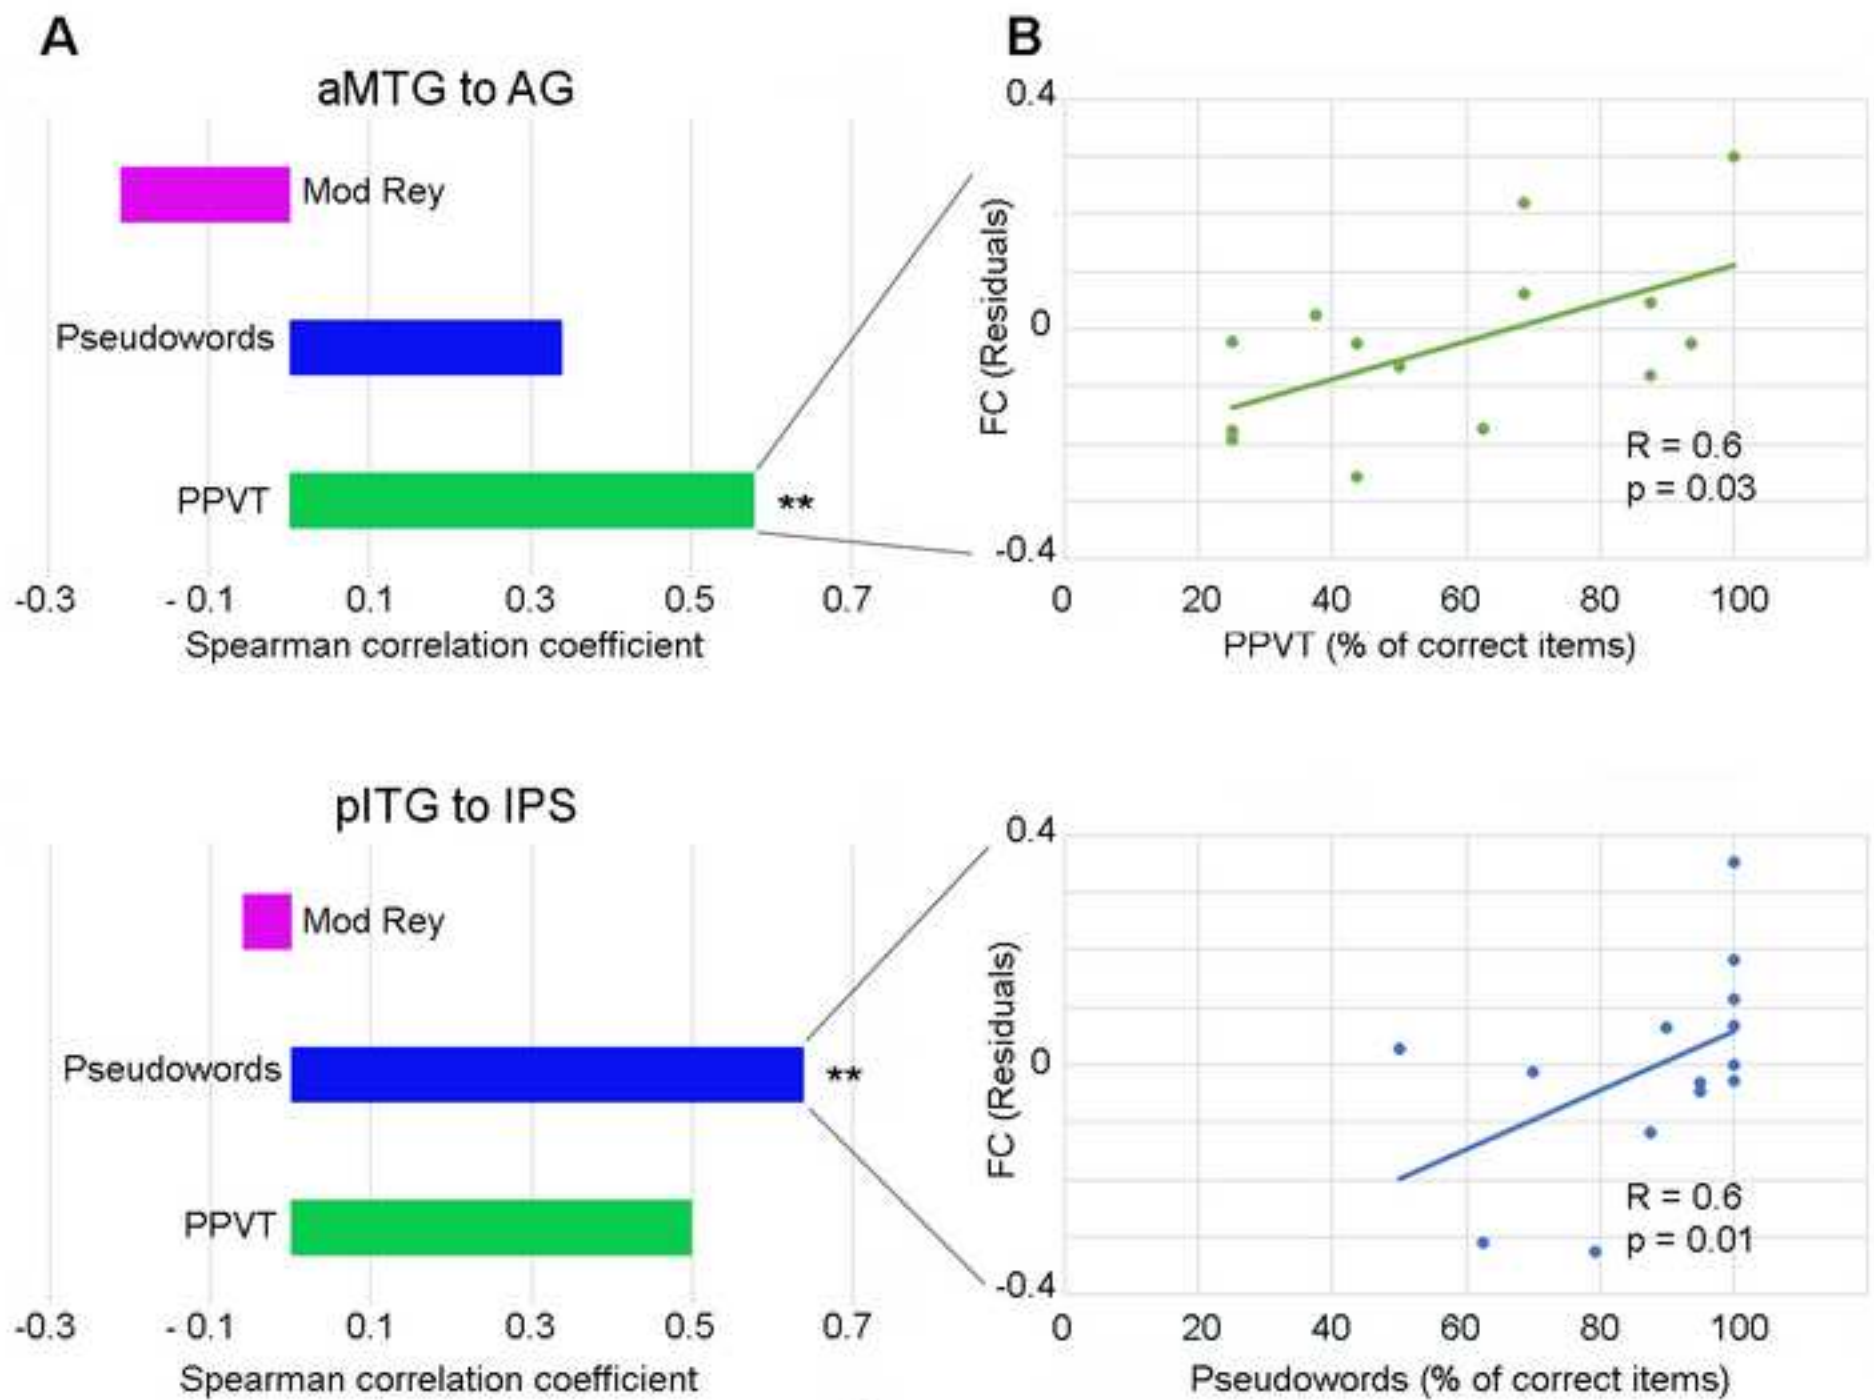 A
aMTG to AG
Mod Rey
Pseudowords
PPVT
**
-0.3 - 0.1 0.1 0.3 0.5 0.7
Spearman correlation coefficient
B
0.4
0
-0.4
FC (Residuals)
R = 0.6
p = 0.03
0 20 40 60 80 100
PPVT (% of correct items)
pITG to IPS
Mod Rey
Pseudowords
**
PPVT
-0.3 - 0.1 0.1 0.3 0.5 0.7
Spearman correlation coefficient
0.4
0
-0.4
FC (Residuals)
R = 0.6
p = 0.01
0 20 40 60 80 100
Pseudowords (% of correct items)